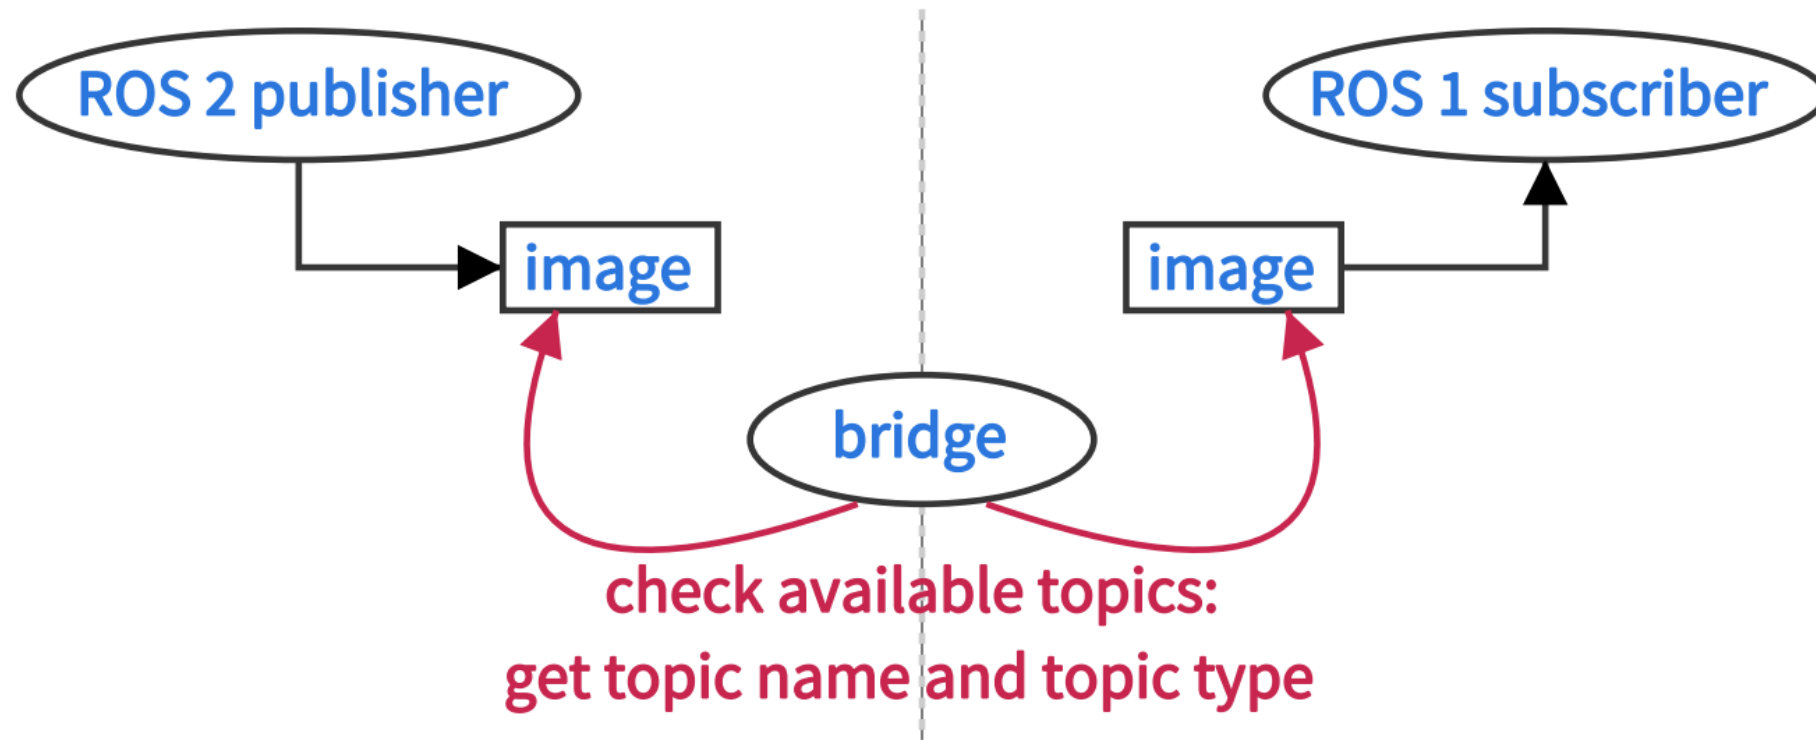 ROS 2 publisher
ROS 1 subscriber
image
image
bridge
check available topics:
get topic name and topic type